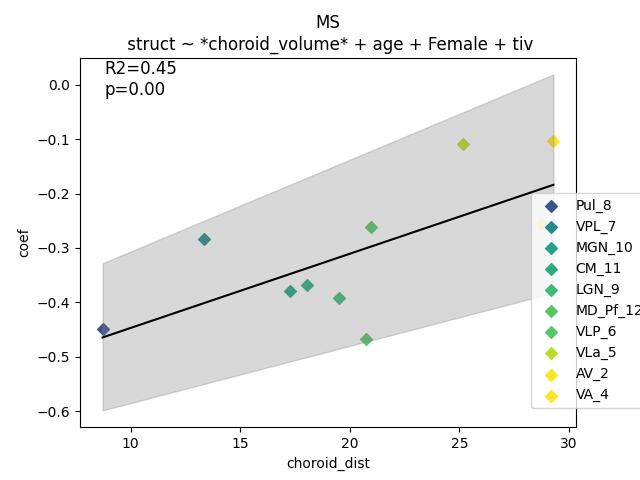 MS
struct ~ *choroid_volume* + age + Female + tiv
R2=0.45
p=0.00
0.0
−0.1
−0.2
−0.3
−0.4
−0.5
−0.6
coef
10
15
20
25
30
choroid_dist
Pul_8
VPL_7
MGN_10
CM_11
LGN_9
MD_Pf_12
VLP_6
VLa_5
AV_2
VA_4